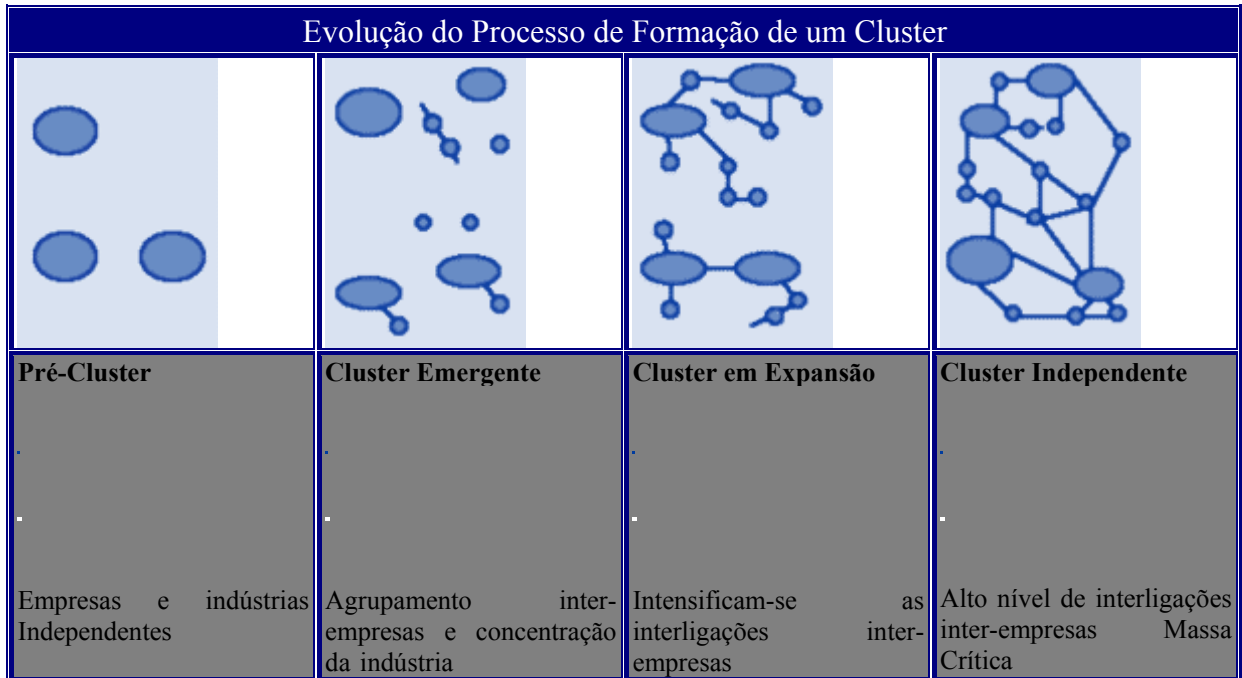 Evolução do Processo de Formação de um Cluster
Pré-Cluster
Empresas e indústrias
Independentes
Cluster Emergente
Agrupamento inter-
empresas e concentração
da indústria
Cluster em Expansão
Intensificam-se as
interligações inter-
empresas
Cluster Independente
Alto nível de interligações
inter-empresas Massa
Crítica